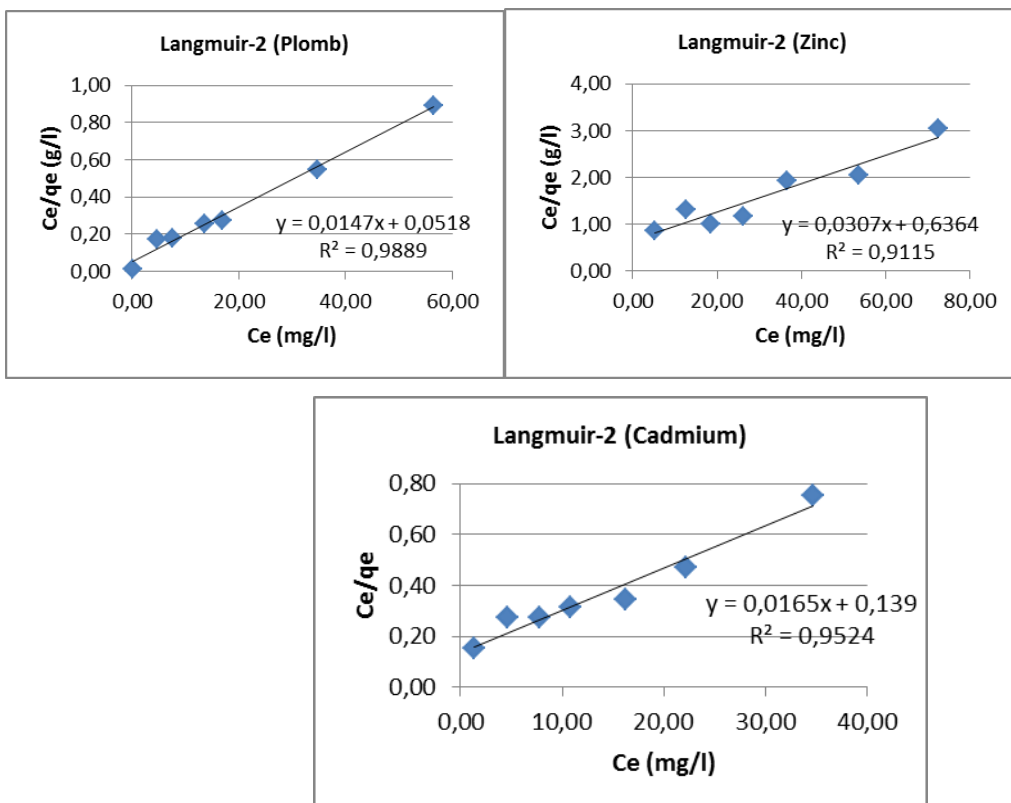 Langmuir-2 (Plomb)
1,00
0,80
0,60
0,40
0,20
0,00
Ce/qe (g/l)
y = 0,0147x + 0,0518
R² = 0,9889
0,00 20,00 40,00 60,00
Ce (mg/l)
Langmuir-2 (Zinc)
4,00
3,00
2,00
1,00
0,00
Ce/qe (g/l)
y = 0,0307x + 0,6364
R² = 0,9115
0,00 20,00 40,00 60,00 80,00
Ce (mg/l)
Langmuir-2 (Cadmium)
0,80
0,60
0,40
0,20
0,00
Ce/qe
y = 0,0165x + 0,139
R² = 0,9524
0,00 10,00 20,00 30,00 40,00
Ce (mg/l)